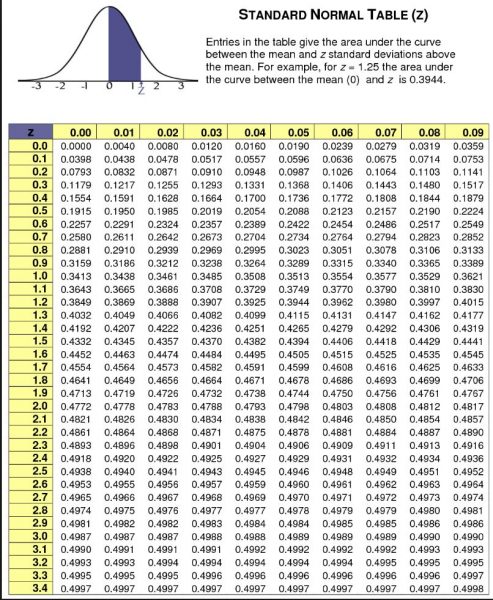 STANDARD NORMAL TABLE (Z)
Entries in the table give the area under the curve
between the mean and z standard deviations above
the mean. For example, for z = 1.25 the area under
the curve between the mean (0) and z is 0.3944.
-3 -2 -1 0 1 Z 2 3
z 0.00 0.01 0.02 0.03 0.04 0.05 0.06 0.07 0.08 0.09
0.0 0.0000 0.0040 0.0080 0.0120 0.0160 0.0190 0.0239 0.0279 0.0319 0.0359
0.1 0.0398 0.0438 0.0478 0.0517 0.0557 0.0596 0.0636 0.0675 0.0714 0.0753
0.2 0.0793 0.0832 0.0871 0.0910 0.0948 0.0987 0.1026 0.1064 0.1103 0.1141
0.3 0.1179 0.1217 0.1255 0.1293 0.1331 0.1368 0.1406 0.1443 0.1480 0.1517
0.4 0.1554 0.1591 0.1628 0.1664 0.1700 0.1736 0.1772 0.1808 0.1844 0.1879
0.5 0.1915 0.1950 0.1985 0.2019 0.2054 0.2088 0.2123 0.2157 0.2190 0.2224
0.6 0.2257 0.2291 0.2324 0.2357 0.2389 0.2422 0.2454 0.2486 0.2517 0.2549
0.7 0.2580 0.2611 0.2642 0.2673 0.2704 0.2734 0.2764 0.2794 0.2823 0.2852
0.8 0.2881 0.2910 0.2939 0.2969 0.2995 0.3023 0.3051 0.3078 0.3106 0.3133
0.9 0.3159 0.3186 0.3212 0.3238 0.3264 0.3289 0.3315 0.3340 0.3365 0.3389
1.0 0.3413 0.3438 0.3461 0.3485 0.3508 0.3513 0.3554 0.3577 0.3529 0.3621
1.1 0.3643 0.3665 0.3686 0.3708 0.3729 0.3749 0.3770 0.3790 0.3810 0.3830
1.2 0.3849 0.3869 0.3888 0.3907 0.3925 0.3944 0.3962 0.3980 0.3997 0.4015
1.3 0.4032 0.4049 0.4066 0.4082 0.4099 0.4115 0.4131 0.4147 0.4162 0.4177
1.4 0.4192 0.4207 0.4222 0.4236 0.4251 0.4265 0.4279 0.4292 0.4306 0.4319
1.5 0.4332 0.4345 0.4357 0.4370 0.4382 0.4394 0.4406 0.4418 0.4429 0.4441
1.6 0.4452 0.4463 0.4474 0.4484 0.4495 0.4505 0.4515 0.4525 0.4535 0.4545
1.7 0.4554 0.4564 0.4573 0.4582 0.4591 0.4599 0.4608 0.4616 0.4625 0.4633
1.8 0.4641 0.4649 0.4656 0.4664 0.4671 0.4678 0.4686 0.4693 0.4699 0.4706
1.9 0.4713 0.4719 0.4726 0.4732 0.4738 0.4744 0.4750 0.4756 0.4761 0.4767
2.0 0.4772 0.4778 0.4783 0.4788 0.4793 0.4798 0.4803 0.4808 0.4812 0.4817
2.1 0.4821 0.4826 0.4830 0.4834 0.4838 0.4842 0.4846 0.4850 0.4854 0.4857
2.2 0.4861 0.4864 0.4868 0.4871 0.4875 0.4878 0.4881 0.4884 0.4887 0.4890
2.3 0.4893 0.4896 0.4898 0.4901 0.4904 0.4906 0.4909 0.4911 0.4913 0.4916
2.4 0.4918 0.4920 0.4922 0.4925 0.4927 0.4929 0.4931 0.4932 0.4934 0.4936
2.5 0.4938 0.4940 0.4941 0.4943 0.4945 0.4946 0.4948 0.4949 0.4951 0.4952
2.6 0.4953 0.4955 0.4956 0.4957 0.4959 0.4960 0.4961 0.4962 0.4963 0.4964
2.7 0.4965 0.4966 0.4967 0.4968 0.4969 0.4970 0.4971 0.4972 0.4973 0.4974
2.8 0.4974 0.4975 0.4976 0.4977 0.4977 0.4978 0.4979 0.4979 0.4980 0.4981
2.9 0.4981 0.4982 0.4982 0.4983 0.4984 0.4984 0.4985 0.4985 0.4986 0.4986
3.0 0.4987 0.4987 0.4987 0.4988 0.4988 0.4989 0.4989 0.4989 0.4990 0.4990
3.1 0.4990 0.4991 0.4991 0.4991 0.4992 0.4992 0.4992 0.4992 0.4993 0.4993
3.2 0.4993 0.4993 0.4994 0.4994 0.4994 0.4994 0.4994 0.4995 0.4995 0.4995
3.3 0.4995 0.4995 0.4995 0.4996 0.4996 0.4996 0.4996 0.4996 0.4996 0.4997
3.4 0.4997 0.4997 0.4997 0.4997 0.4997 0.4997 0.4997 0.4997 0.4997 0.4998